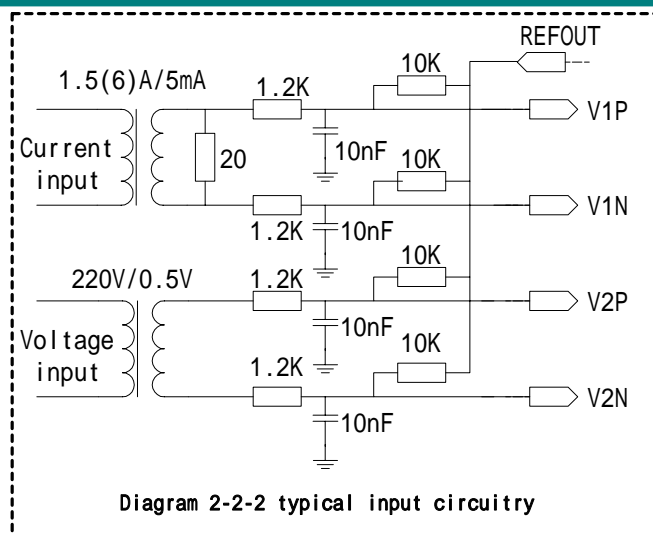 REFOUT
1.5(6)A/5mA
1.2K
10K
V1P
Current
input
20
10nF
10K
V1N
1.2K
10nF
220V/0.5V
1.2K
10K
V2P
Voltage
input
10nF
1.2K
10K
V2N
10nF
Diagram 2-2-2 typical input circuitry